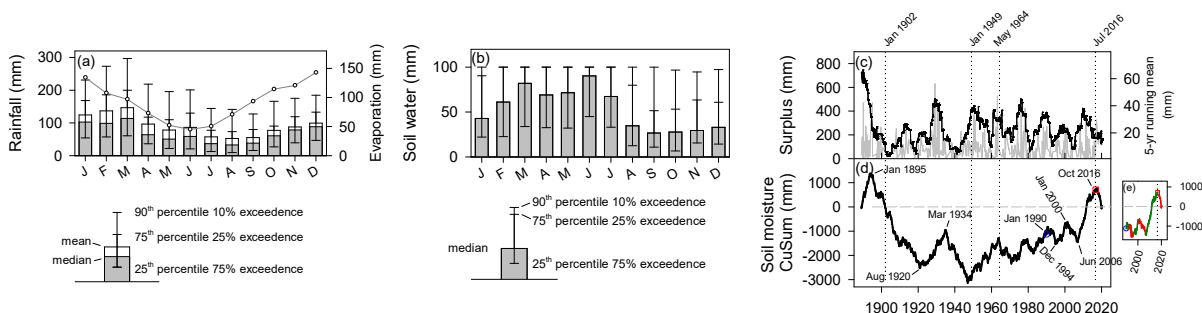 (a)
Rainfall (mm)
300
200
100
0
150
100
50
0
Evaporation (mm)
J F M A M J J A S O N D
90th percentile 10% exceedence
mean
75th percentile 25% exceedence
median
25th percentile 75% exceedence
(b)
Soil water (mm)
100
50
0
J F M A M J J A S O N D
90th percentile 10% exceedence
75th percentile 25% exceedence
median
25th percentile 75% exceedence
Jan 1902
Jan 1949
May 1964
Jul 2016
(c)
Surplus (mm)
800
600
400
200
0
60
40
20
5-yr running mean
(mm)
(d)
Soil moisture
CuSum (mm)
1000
0
-1000
-2000
-3000
Jan 1895
Aug 1920
Mar 1934
Jan 1990
Dec 1994
Jan 2000
Jun 2006
Oct 2016
1900 1920 1940 1960 1980 2000 2020
(e)
1000
0
-1000
2000
2020